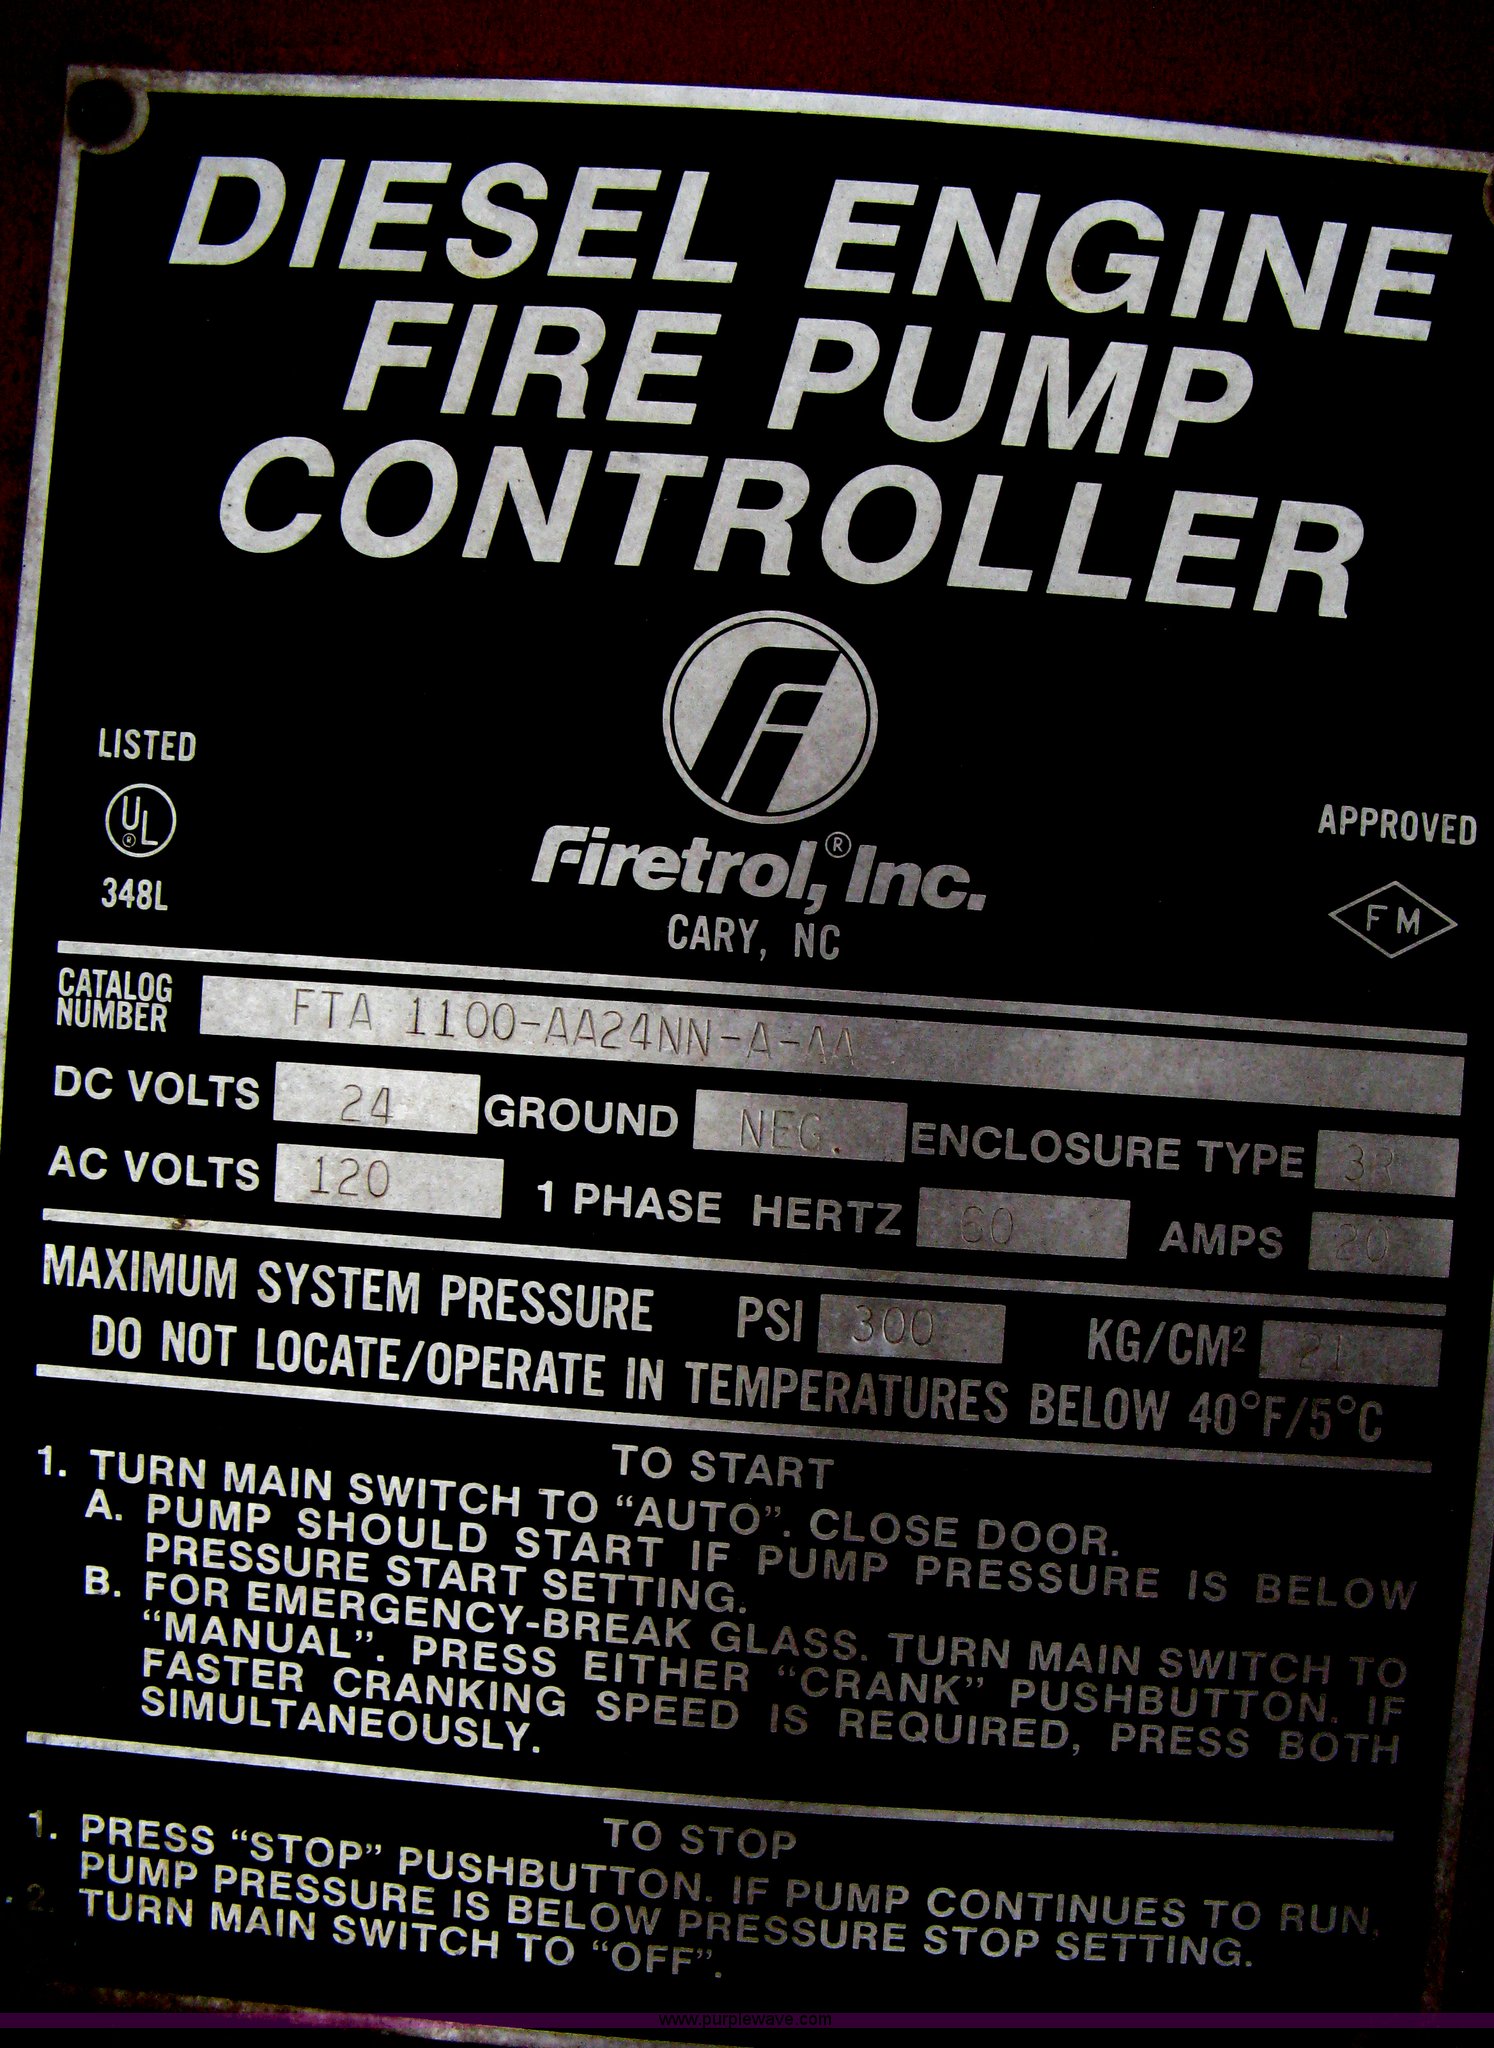 DIESEL ENGINE
FIRE PUMP
CONTROLLER
LISTED
UL
®
348L
Firetrol,® Inc.
CARY, NC
APPROVED
FM
CATALOG
NUMBER FTA 1100-AA24NN-A-AA
DC VOLTS 24 GROUND NEG. ENCLOSURE TYPE 3R
AC VOLTS 120 1 PHASE HERTZ 60 AMPS 20
MAXIMUM SYSTEM PRESSURE PSI 300 KG/CM² 21
DO NOT LOCATE/OPERATE IN TEMPERATURES BELOW 40°F/5°C
TO START
1. TURN MAIN SWITCH TO “AUTO”. CLOSE DOOR.
A. PUMP SHOULD START IF PUMP PRESSURE IS BELOW
PRESSURE START SETTING.
B. FOR EMERGENCY-BREAK GLASS. TURN MAIN SWITCH TO
“MANUAL”. PRESS EITHER “CRANK” PUSHBUTTON. IF
FASTER CRANKING SPEED IS REQUIRED, PRESS BOTH
SIMULTANEOUSLY.
TO STOP
1. PRESS “STOP” PUSHBUTTON. IF PUMP CONTINUES TO RUN,
PUMP PRESSURE IS BELOW PRESSURE STOP SETTING.
2. TURN MAIN SWITCH TO “OFF”.
www.purplewave.com